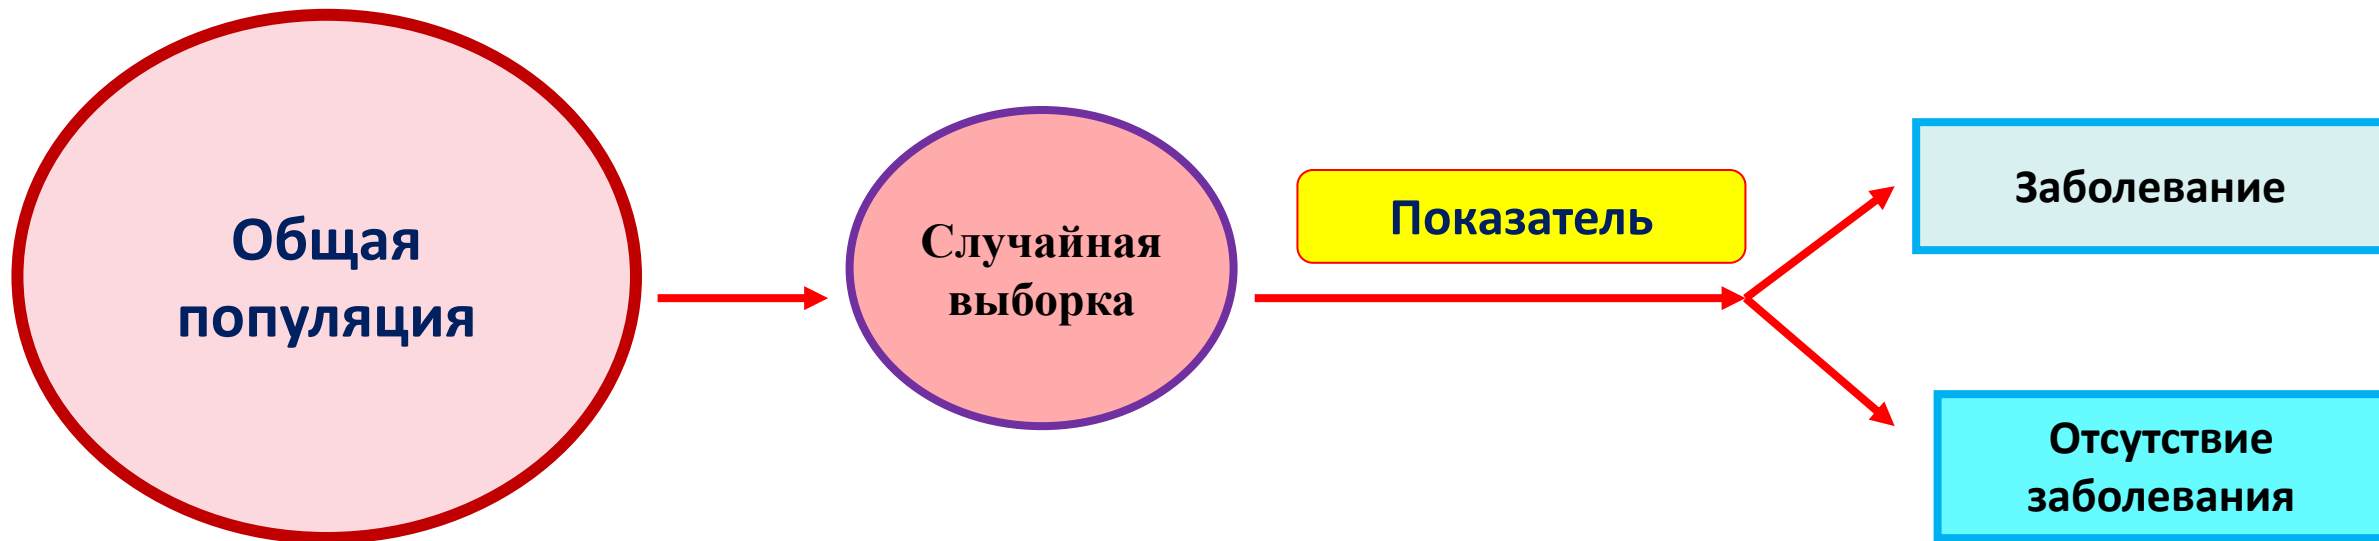 Общая
популяция
Случайная
выборка
Показатель
Заболевание
Отсутствие
заболевания